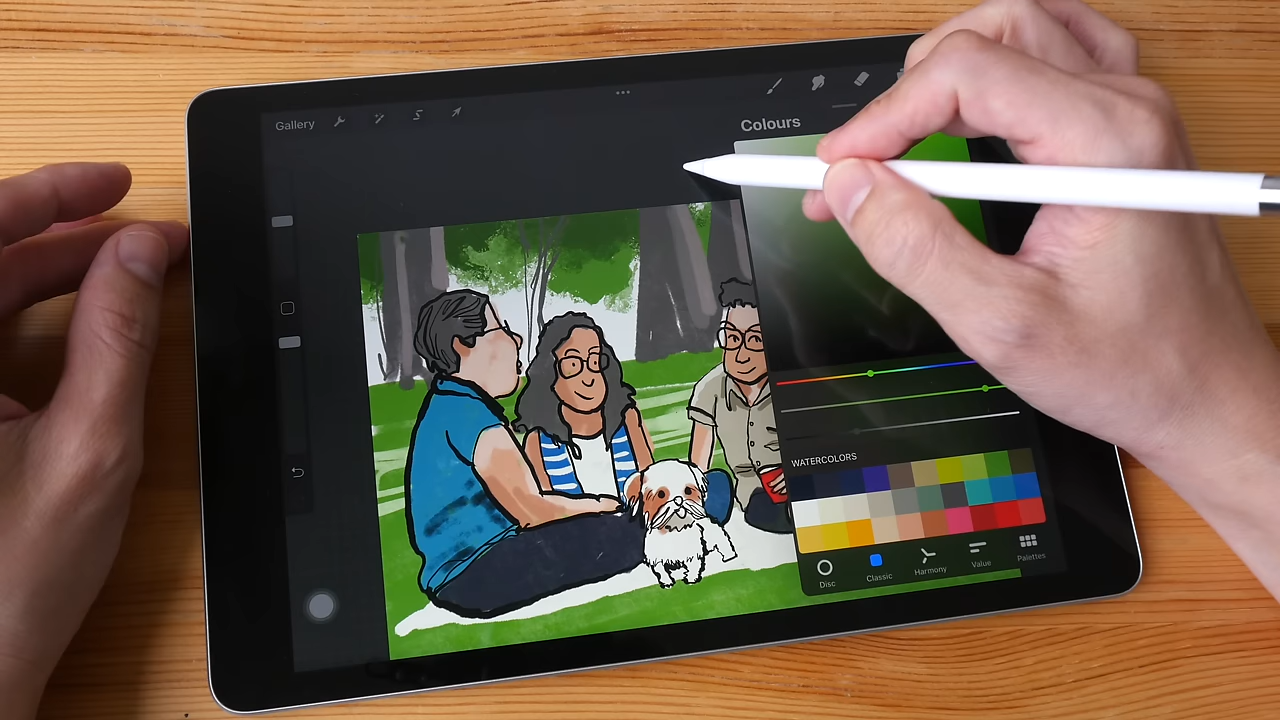 Gallery
Colours
WATERCOLORS
Disc
Classic
Harmony
Value
Palettes